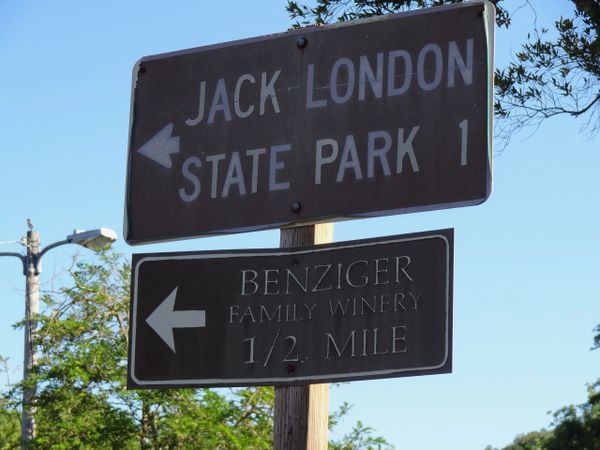 JACK LONDON
STATE PARK 1
BENZIGER
FAMILY WINERY
1/2 MILE